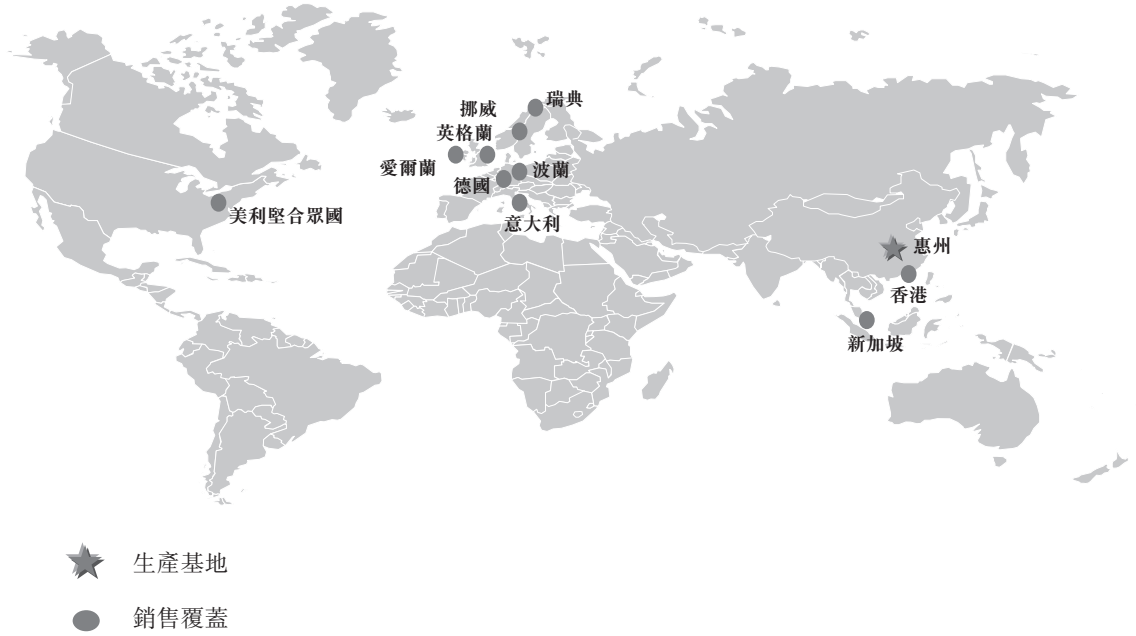 瑞典
挪威
英格蘭
愛爾蘭
波蘭
德國
美利堅合眾國
意大利
惠州
香港
新加坡
生產基地
銷售覆蓋